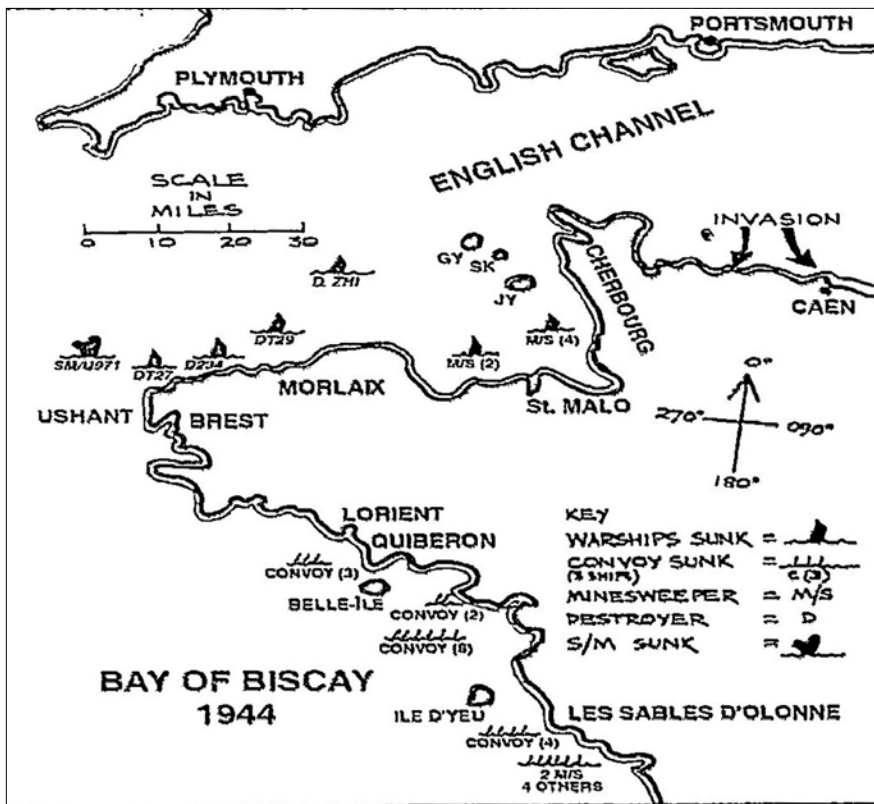 PORTSMOUTH
PLYMOUTH
ENGLISH CHANNEL
SCALE
IN
MILES
0 10 20 30
INVASION
GY
SK
JY
CHERBOURG
CAEN
D. ZH1
DT29
D234
DT27
SM/U971
M/S (2)
M/S (4)
MORLAIX
St. MALO
USHANT
BREST
0°
270°
090°
180°
LORIENT
QUIBERON
CONVOY (3)
BELLE-ÎLE
CONVOY (2)
CONVOY (8)
KEY
WARSHIPS SUNK =
CONVOY SUNK =
(3 SHIPS) C (3)
MINESWEEPER = M/S
DESTROYER = D
S/M SUNK =
BAY OF BISCAY
1944
ILE D'YEU
LES SABLES D'OLONNE
CONVOY (4)
2 M/S
4 OTHERS